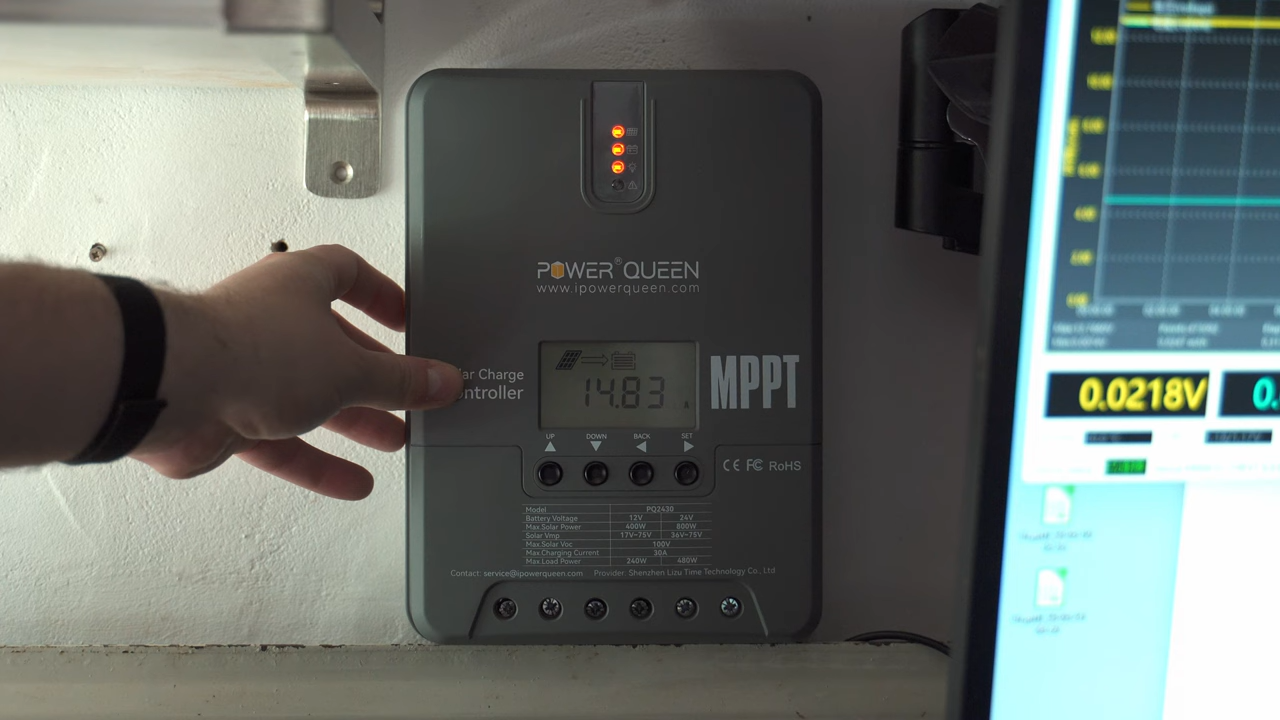 POWER QUEEN®
www.ipowerqueen.com
ar Charge
ntroller
14.83
A
MPPT
UP DOWN BACK SET
CE FC RoHS
Model PQ2430
Battery Voltage 12V 24V
Max.Solar Power 400W 800W
Solar Vmp 17V~75V 36V~75V
Max.Solar Voc 100V
Max.Charging Current 30A
Max.Load Power 240W 480W
Contact: service@ipowerqueen.com Provider: Shenzhen Lizu Time Technology Co., Ltd.
0.0218V
0.